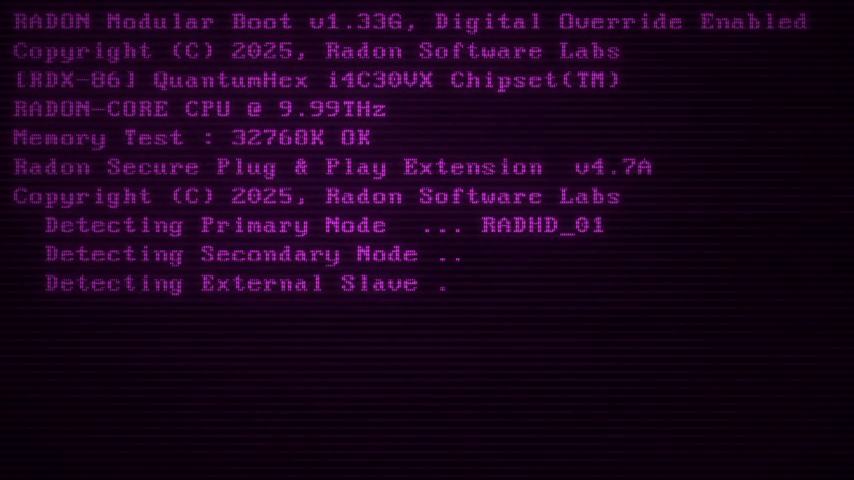 RADON Modular Boot v1.33G, Digital Override Enabled
Copyright (C) 2025, Radon Software Labs
[RDX-86] QuantumHex i4C30VX Chipset(TM)
RADON-CORE CPU @ 9.99THz
Memory Test : 32768K OK
Radon Secure Plug & Play Extension  v4.7A
Copyright (C) 2025, Radon Software Labs
  Detecting Primary Node  ... RADHD_01
  Detecting Secondary Node ..
  Detecting External Slave .